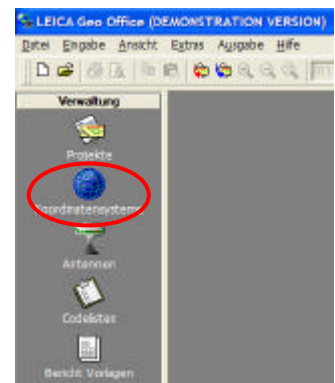 LEICA Geo Office (DEMONSTRATION VERSION)
Datei Eingabe Ansicht Extras Ausgabe Hilfe
Verwaltung
Projekte
Koordinatensysteme
Antennen
Codelisten
Bericht Vorlagen